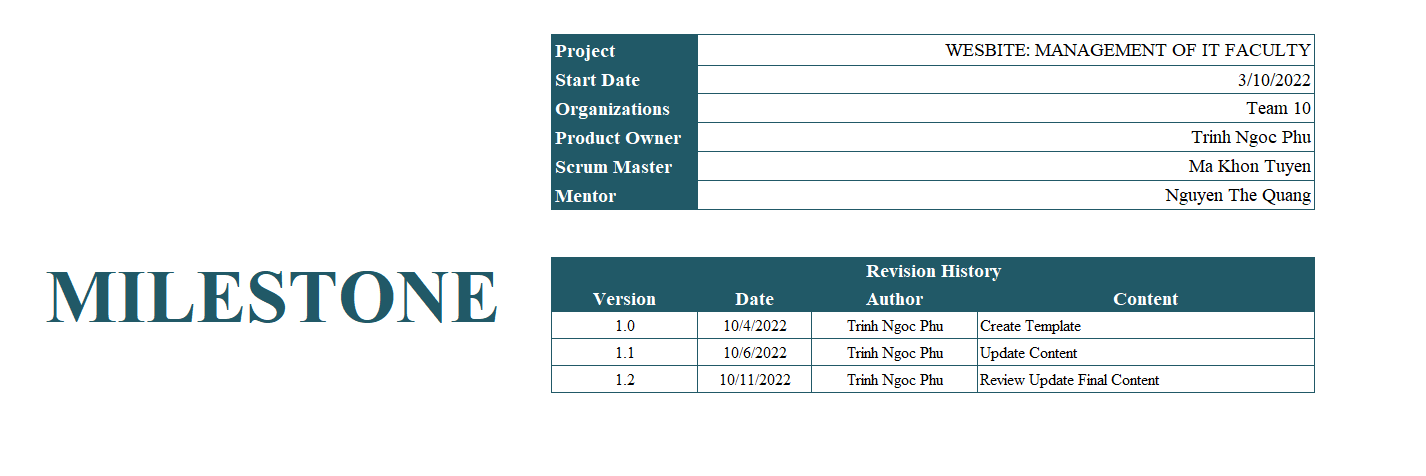 Project WESBITE: MANAGEMENT OF IT FACULTY
Start Date 3/10/2022
Organizations Team 10
Product Owner Trinh Ngoc Phu
Scrum Master Ma Khon Tuyen
Mentor Nguyen The Quang
MILESTONE
Revision History
Version Date Author Content
1.0 10/4/2022 Trinh Ngoc Phu Create Template
1.1 10/6/2022 Trinh Ngoc Phu Update Content
1.2 10/11/2022 Trinh Ngoc Phu Review Update Final Content